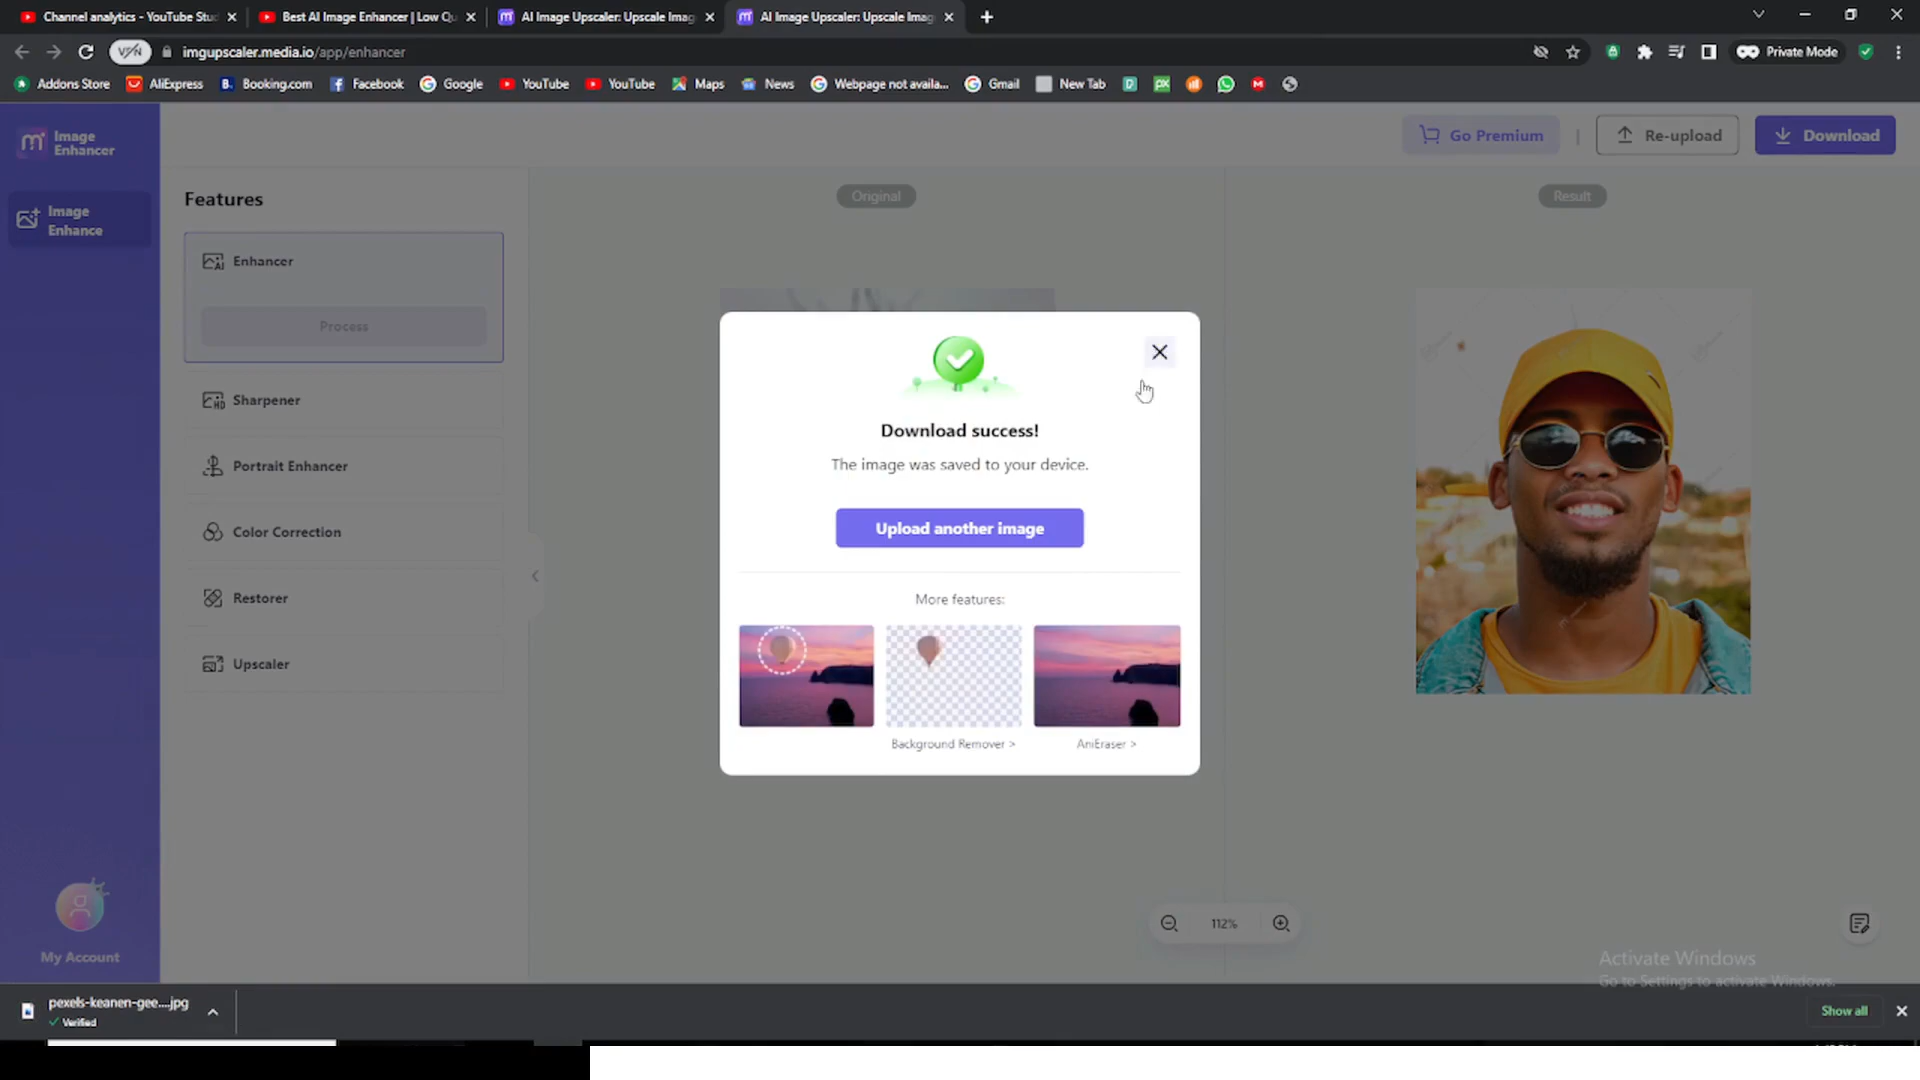 Channel analytics - YouTube Stu
Best AI Image Enhancer | Low Qu
AI Image Upscaler: Upscale Imag
AI Image Upscaler: Upscale Imag
VPN
imgupscaler.media.io/app/enhancer
Private Mode
Addons Store
AliExpress
B.
Booking.com
Facebook
Google
YouTube
YouTube
Maps
News
Webpage not availa...
Gmail
New Tab
Image
Enhancer
Go Premium
Re-upload
Download
Image
Enhance
Features
Original
Result
Enhancer
Process
Sharpener
Portrait Enhancer
Color Correction
Restorer
Upscaler
Download success!
The image was saved to your device.
Upload another image
More features:
Background Remover >
AniEraser >
112%
My Account
Activate Windows
Go to Settings to activate Windows.
pexels-keanen-gee....jpg
Verified
Show all